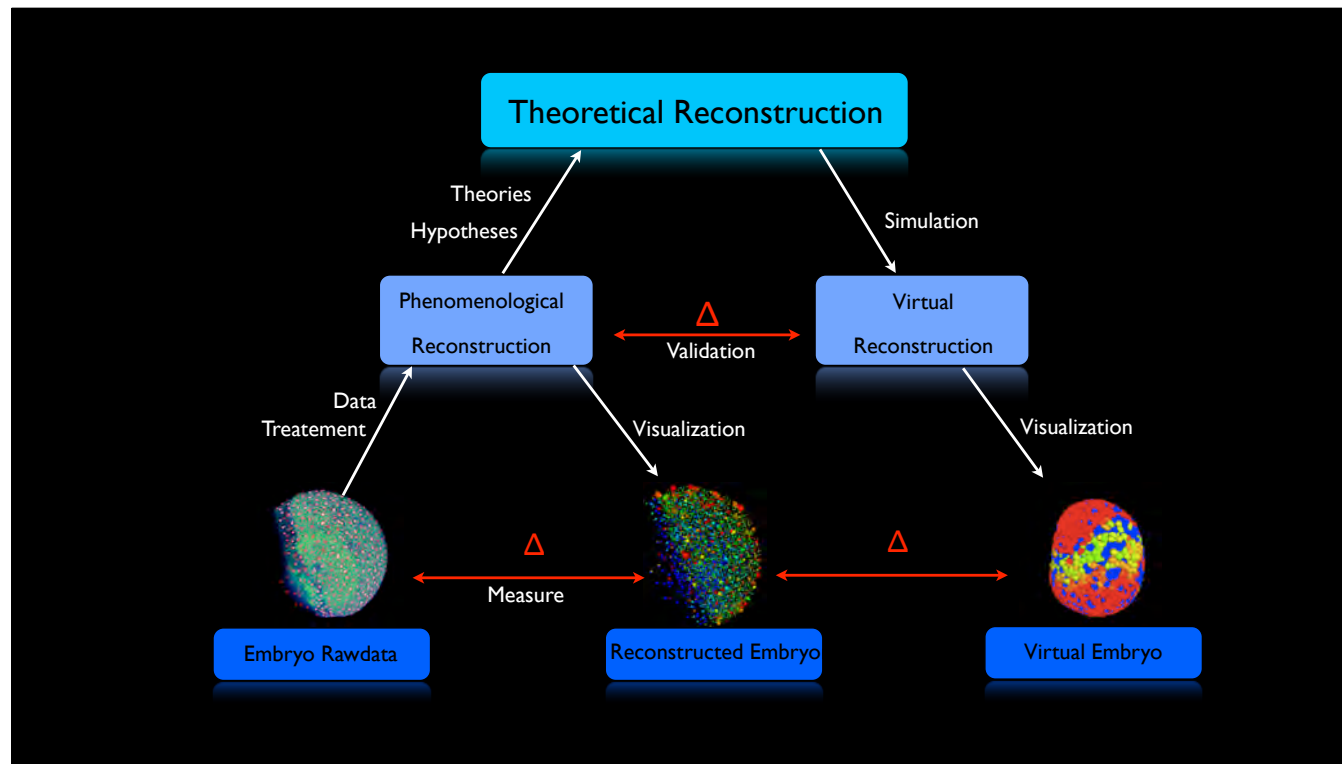 Theoretical Reconstruction
Theories
Hypotheses
Simulation
Phenomenological
Reconstruction
Δ
Validation
Virtual
Reconstruction
Data
Treatement
Visualization
Visualization
Δ
Measure
Δ
Embryo Rawdata
Reconstructed Embryo
Virtual Embryo